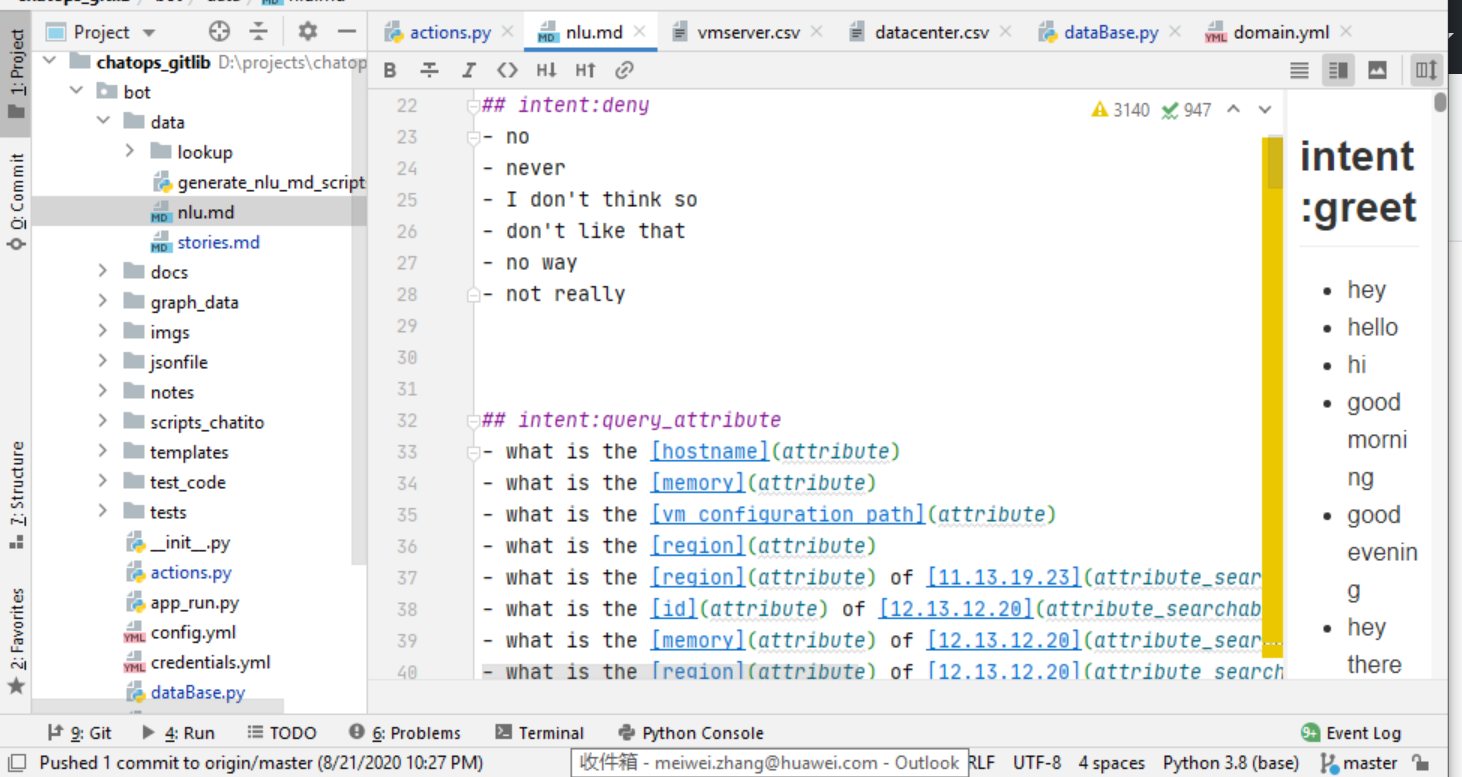 Project
actions.py
nlu.md
vmserver.csv
datacenter.csv
dataBase.py
domain.yml
1: Project
0: Commit
7: Structure
2: Favorites
chatops_gitlib D:\projects\chatop
bot
data
lookup
generate_nlu_md_script
nlu.md
stories.md
docs
graph_data
imgs
jsonfile
notes
scripts_chatito
templates
test_code
tests
__init__.py
actions.py
app_run.py
config.yml
credentials.yml
dataBase.py
B I <> H↓ H↑
3140 947
22 ## intent:deny
23 - no
24 - never
25 - I don't think so
26 - don't like that
27 - no way
28 - not really
29
30
31
32 ## intent:query_attribute
33 - what is the [hostname](attribute)
34 - what is the [memory](attribute)
35 - what is the [vm configuration path](attribute)
36 - what is the [region](attribute)
37 - what is the [region](attribute) of [11.13.19.23](attribute_sear
38 - what is the [id](attribute) of [12.13.12.20](attribute_searchab
39 - what is the [memory](attribute) of [12.13.12.20](attribute_sear
40 - what is the [region](attribute) of [12.13.12.20](attribute_search
intent
:greet
• hey
• hello
• hi
• good
morni
ng
• good
evenin
g
• hey
there
9: Git 4: Run TODO 6: Problems Terminal Python Console 9+ Event Log
Pushed 1 commit to origin/master (8/21/2020 10:27 PM) 收件箱 - meiwei.zhang@huawei.com - Outlook RLF UTF-8 4 spaces Python 3.8 (base) master